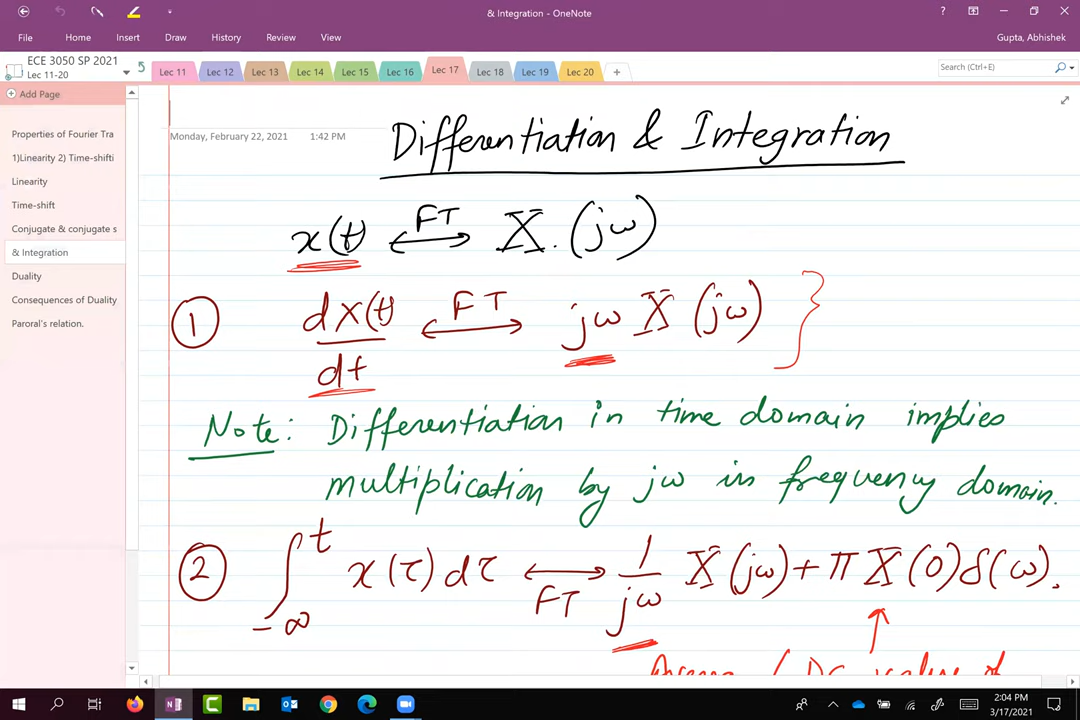 & Integration - OneNote
?
File Home Insert Draw History Review View
Gupta, Abhishek
ECE 3050 SP 2021
Lec 11-20
Lec 11 Lec 12 Lec 13 Lec 14 Lec 15 Lec 16 Lec 17 Lec 18 Lec 19 Lec 20 +
Search (Ctrl+E)
Add Page
Properties of Fourier Tra
1)Linearity 2) Time-shifti
Linearity
Time-shift
Conjugate & conjugate s
& Integration
Duality
Consequences of Duality
Paroral's relation.
Monday, February 22, 2021 1:42 PM
Differentiation & Integration
x(t) ⟷ FT X(jω)
① dx(t)/dt ⟷ FT jω X(jω) }
Note: Differentiation in time domain implies
multiplication by jω in frequency domain.
② ∫_{-∞}^{t} x(τ)dτ ⟷ FT 1/jω X(jω) + π X(0) δ(ω).
DC value of
2:04 PM
3/17/2021